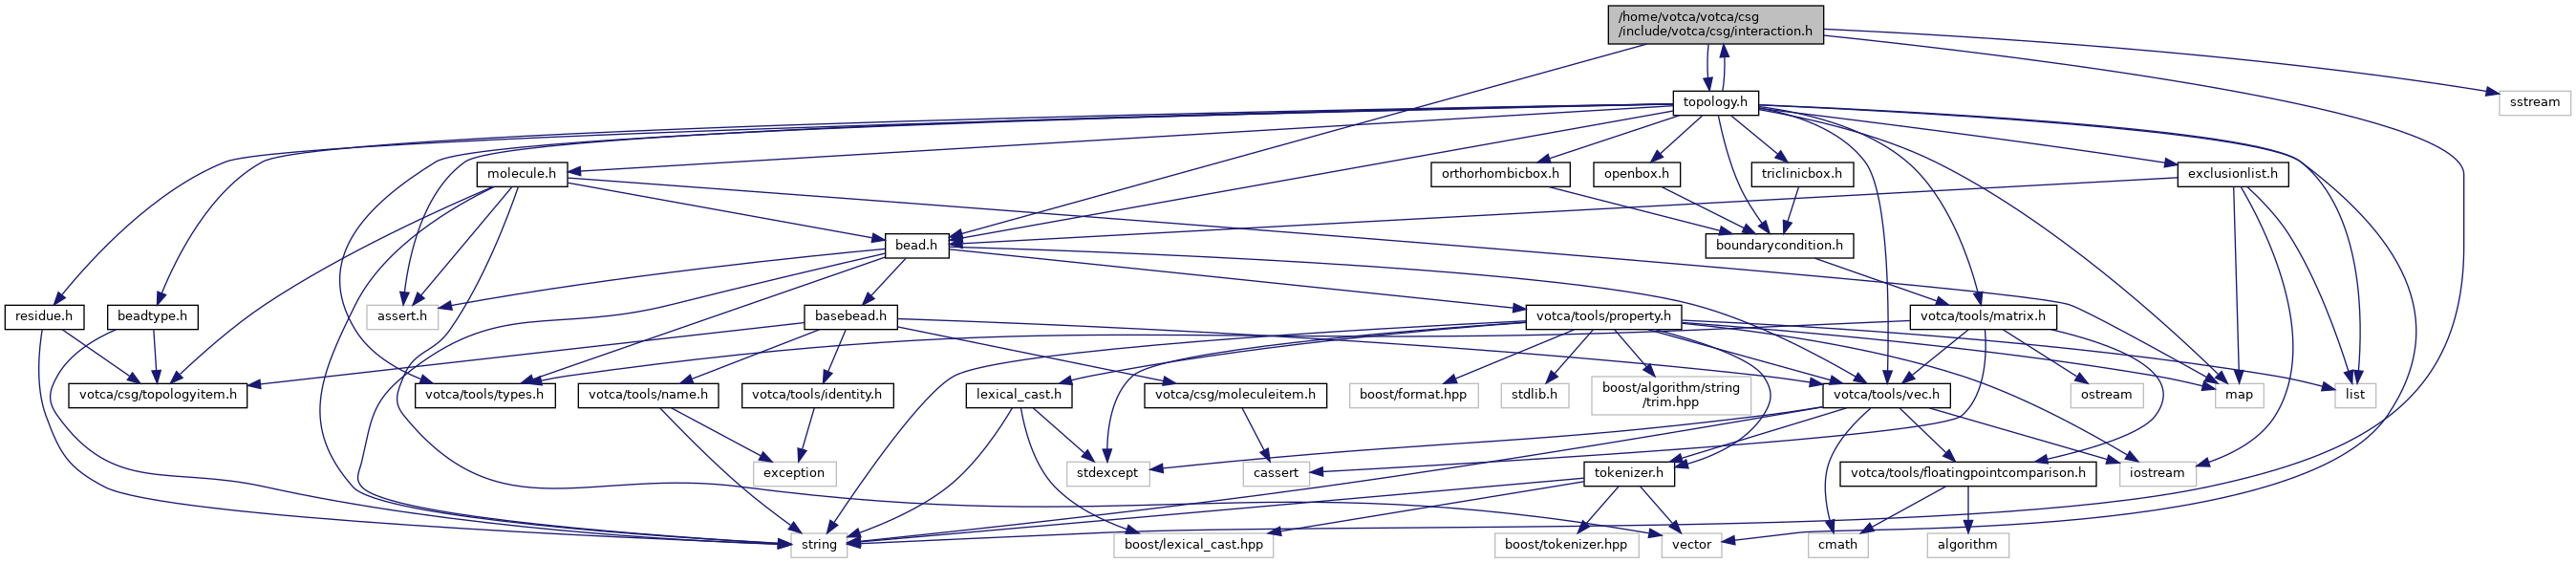 /home/votca/votca/csg
/include/votca/csg/interaction.h
topology.h
sstream
molecule.h
orthorhombicbox.h
openbox.h
triclinicbox.h
exclusionlist.h
bead.h
boundarycondition.h
residue.h
beadtype.h
assert.h
basebead.h
votca/tools/property.h
votca/tools/matrix.h
votca/csg/topologyitem.h
votca/tools/types.h
votca/tools/name.h
votca/tools/identity.h
lexical_cast.h
votca/csg/moleculeitem.h
boost/format.hpp
stdlib.h
boost/algorithm/string
/trim.hpp
votca/tools/vec.h
ostream
map
list
exception
stdexcept
cassert
tokenizer.h
votca/tools/floatingpointcomparison.h
iostream
string
boost/lexical_cast.hpp
boost/tokenizer.hpp
vector
cmath
algorithm